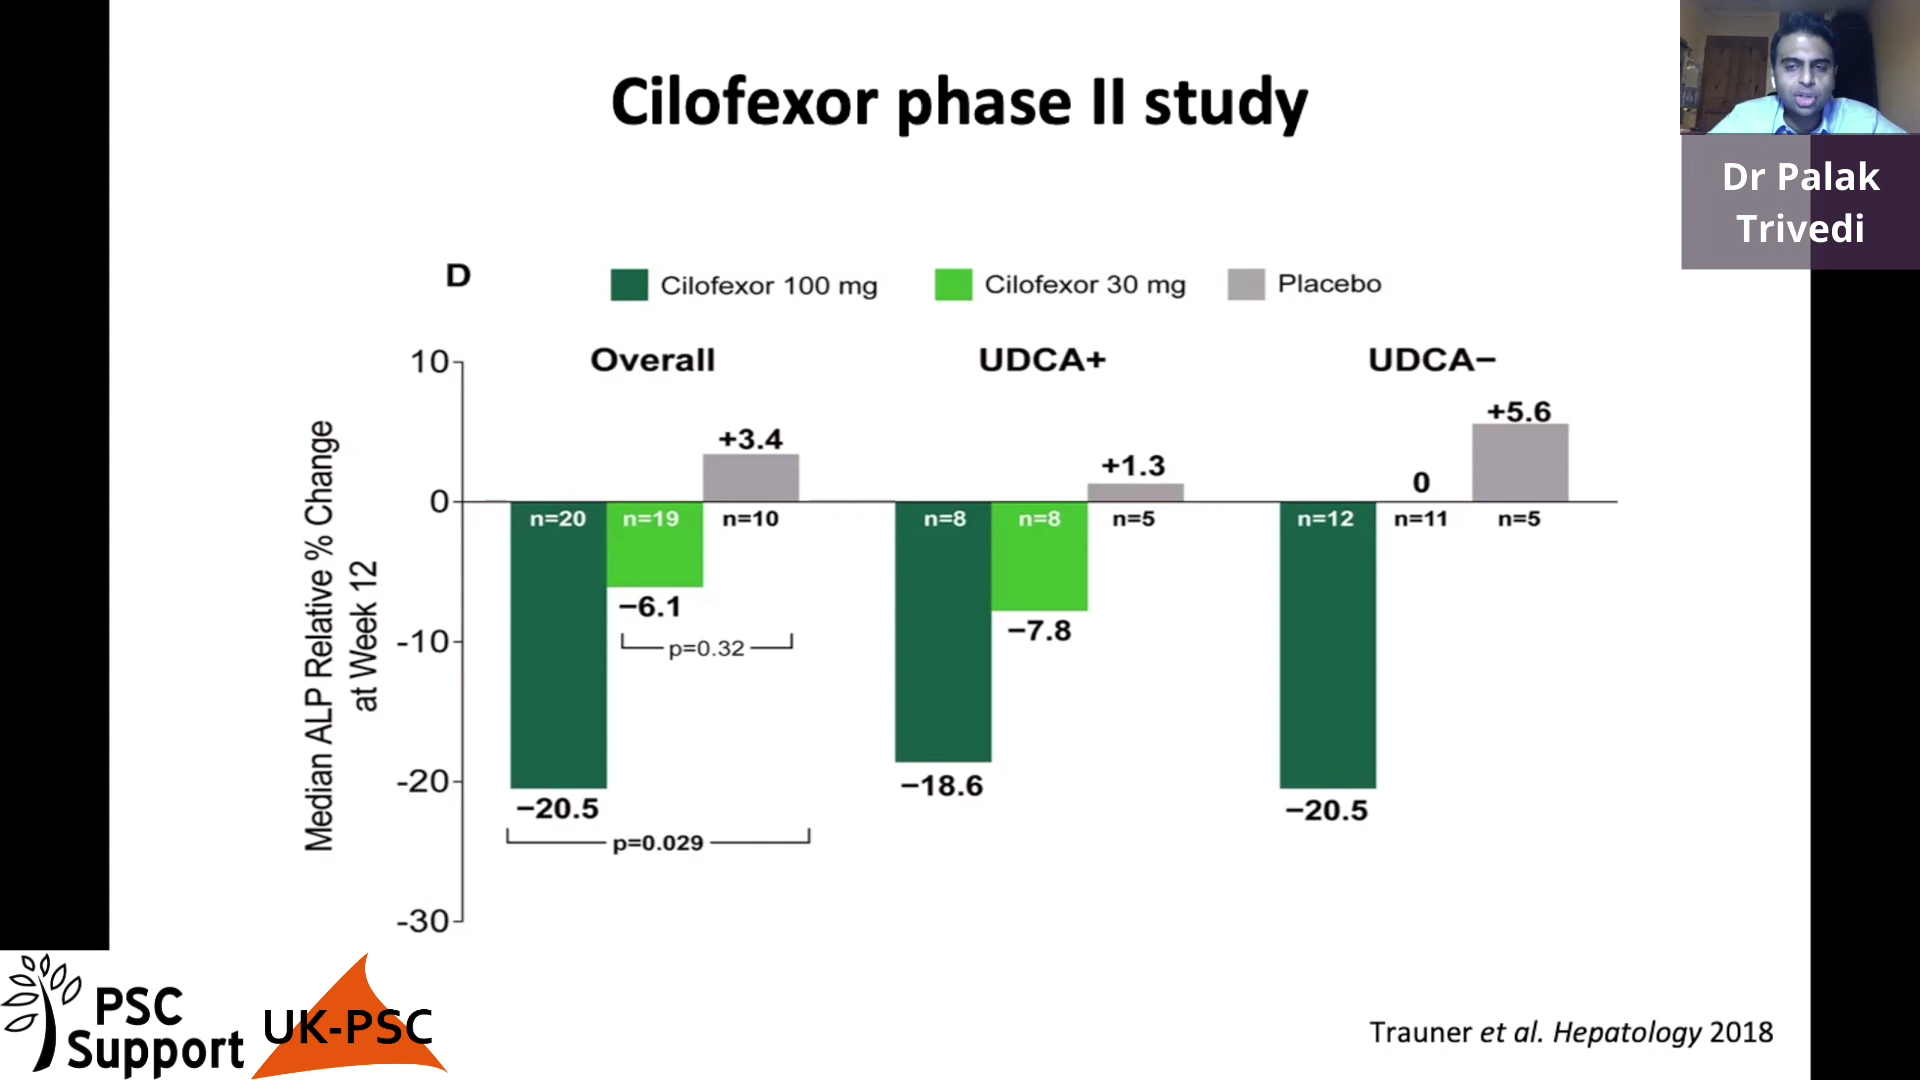 Cilofexor phase II study
Dr Palak
Trivedi
D
Cilofexor 100 mg
Cilofexor 30 mg
Placebo
Overall
UDCA+
UDCA−
Median ALP Relative % Change
at Week 12
10
0
-10
-20
-30
+3.4
+1.3
0
+5.6
n=20
n=19
n=10
n=8
n=8
n=5
n=12
n=11
n=5
−6.1
p=0.32
−7.8
−20.5
−18.6
−20.5
p=0.029
PSC
Support
UK-PSC
Trauner et al. Hepatology 2018